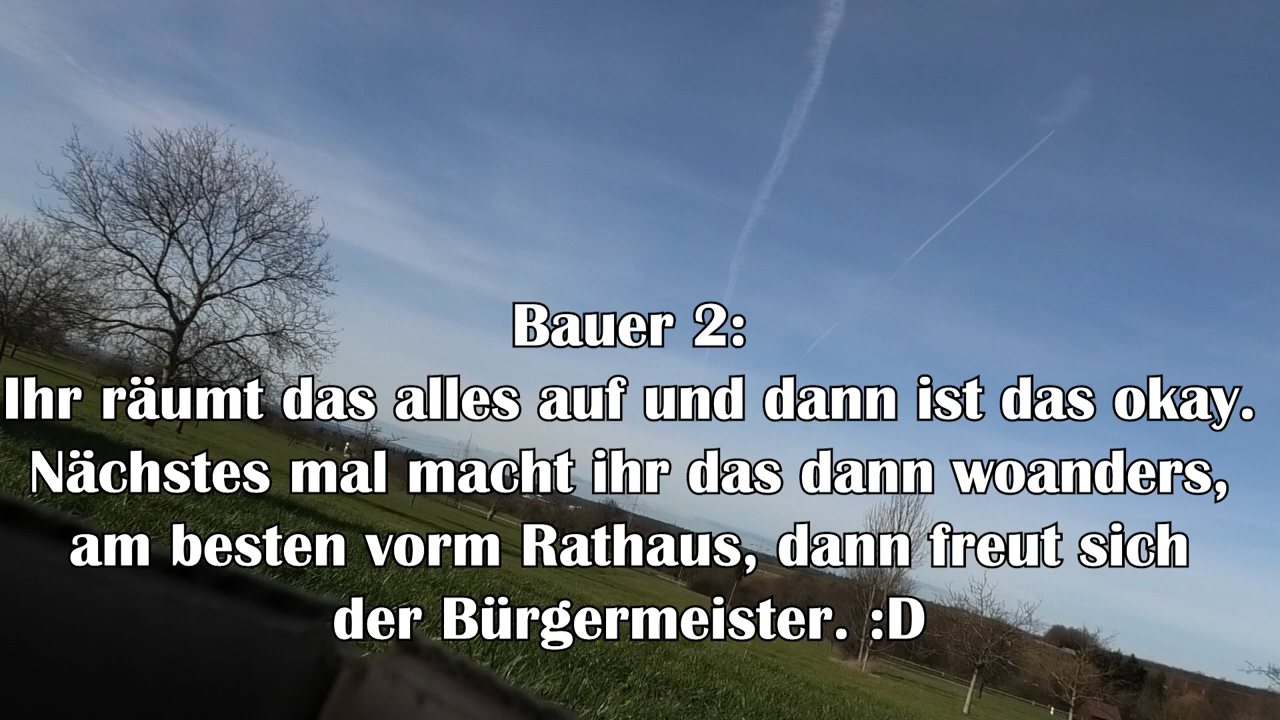 Bauer 2:
Ihr räumt das alles auf und dann ist das okay.
Nächstes mal macht ihr das dann woanders,
am besten vorm Rathaus, dann freut sich
der Bürgermeister. :D